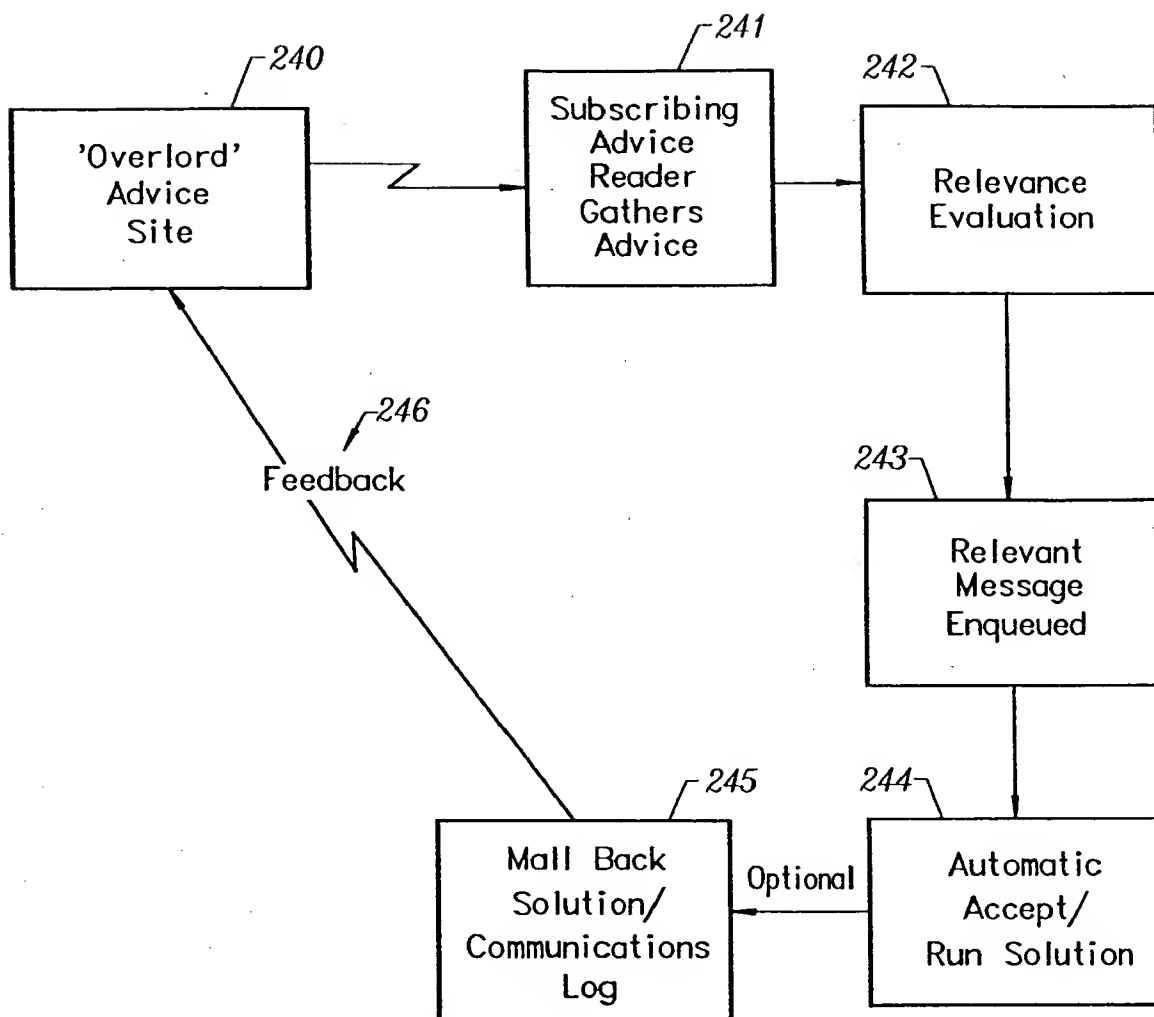 240
'Overlord'
Advice
Site
241
Subscribing
Advice
Reader
Gathers
Advice
242
Relevance
Evaluation
246
Feedback
243
Relevant
Message
Enqueued
245
Mall Back
Solution/
Communications
Log
Optional
244
Automatic
Accept/
Run Solution